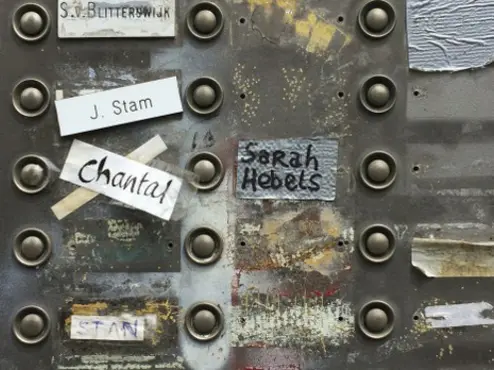 S.V.BLITTERSWIJK
J. Stam
Chantal
Sarah
Hebels
STAN